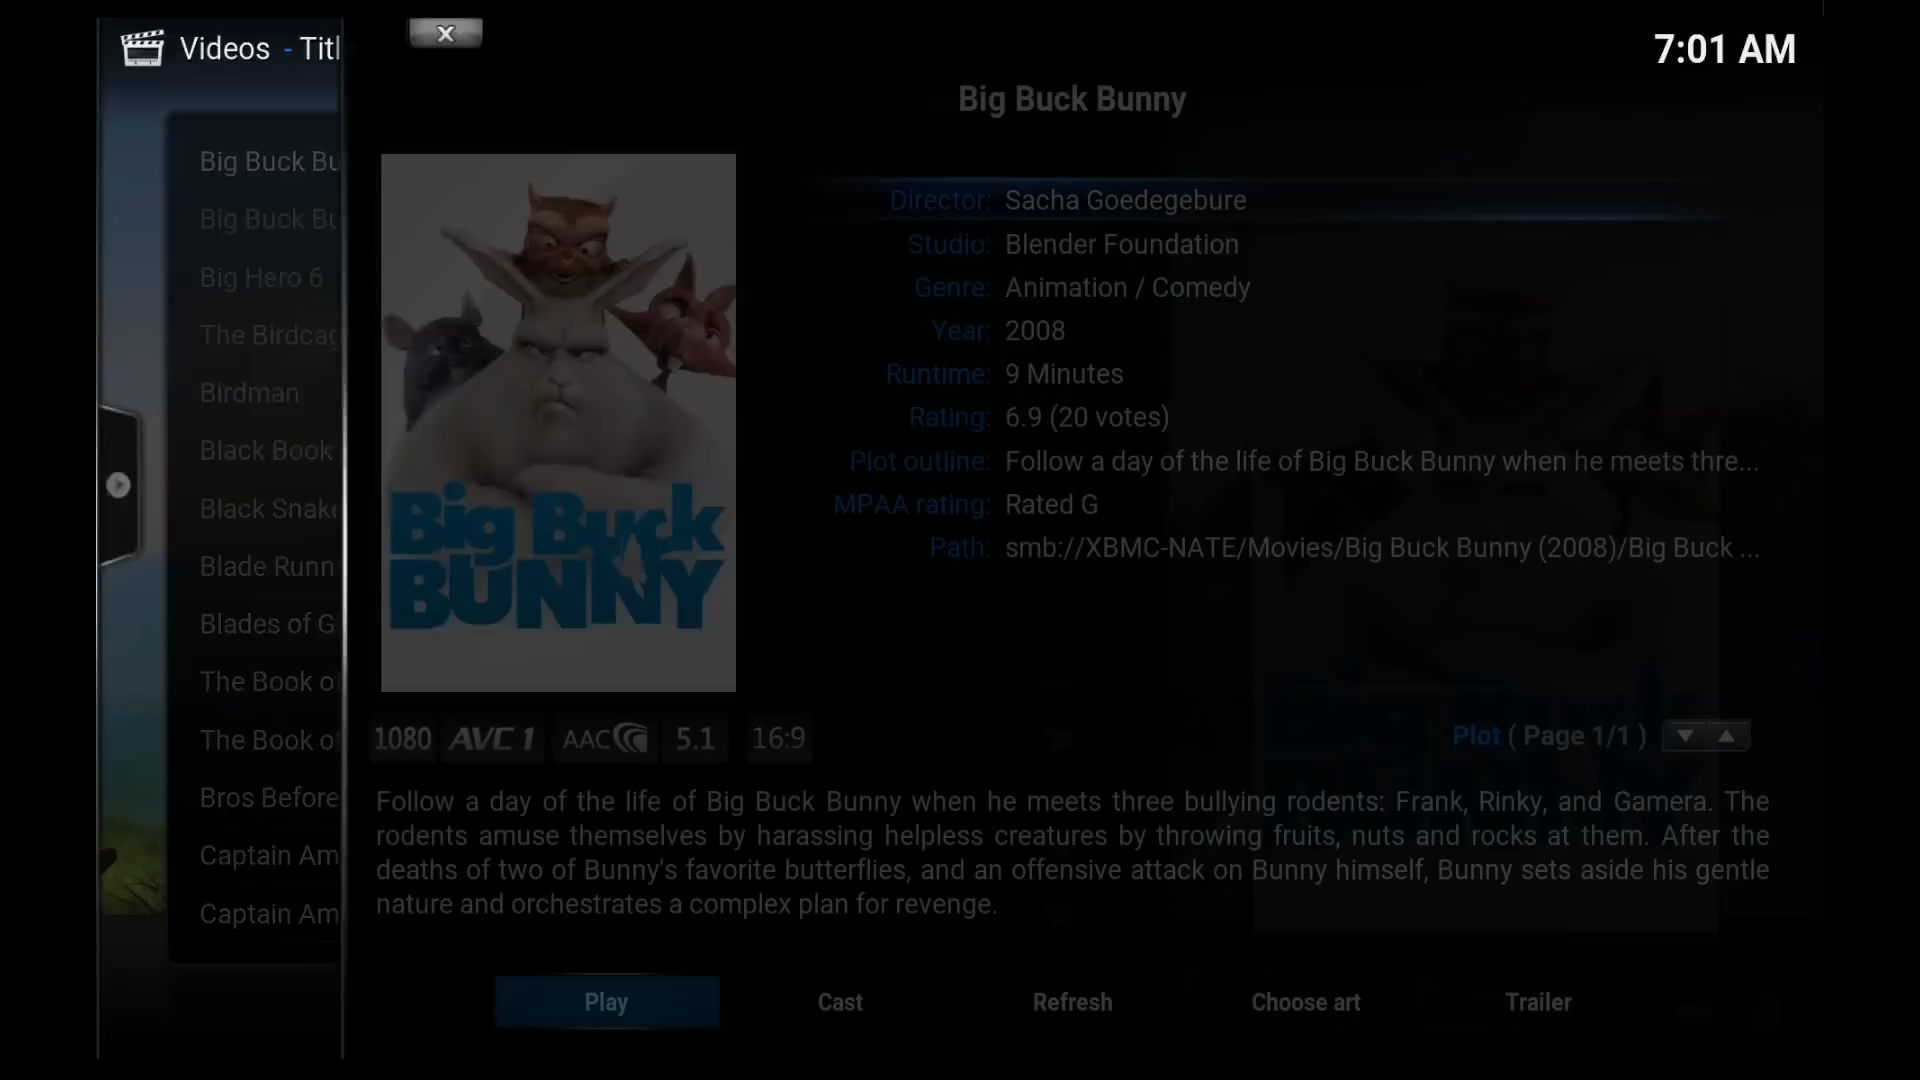 Videos - Titl
7:01 AM
Big Buck Bunny
Big Buck Bu
Big Buck Bu
Big Hero 6
The Birdcag
Birdman
Black Book
Black Snake
Blade Runn
Blades of G
The Book o
The Book o
Bros Before
Captain Am
Captain Am
Big Buck
BUNNY
Director: Sacha Goedegebure
Studio: Blender Foundation
Genre: Animation / Comedy
Year: 2008
Runtime: 9 Minutes
Rating: 6.9 (20 votes)
Plot outline: Follow a day of the life of Big Buck Bunny when he meets thre...
MPAA rating: Rated G
Path: smb://XBMC-NATE/Movies/Big Buck Bunny (2008)/Big Buck ...
1080 AVC 1 AAC 5.1 16:9
Plot ( Page 1/1 )
Follow a day of the life of Big Buck Bunny when he meets three bullying rodents: Frank, Rinky, and Gamera. The
rodents amuse themselves by harassing helpless creatures by throwing fruits, nuts and rocks at them. After the
deaths of two of Bunny's favorite butterflies, and an offensive attack on Bunny himself, Bunny sets aside his gentle
nature and orchestrates a complex plan for revenge.
Play Cast Refresh Choose art Trailer